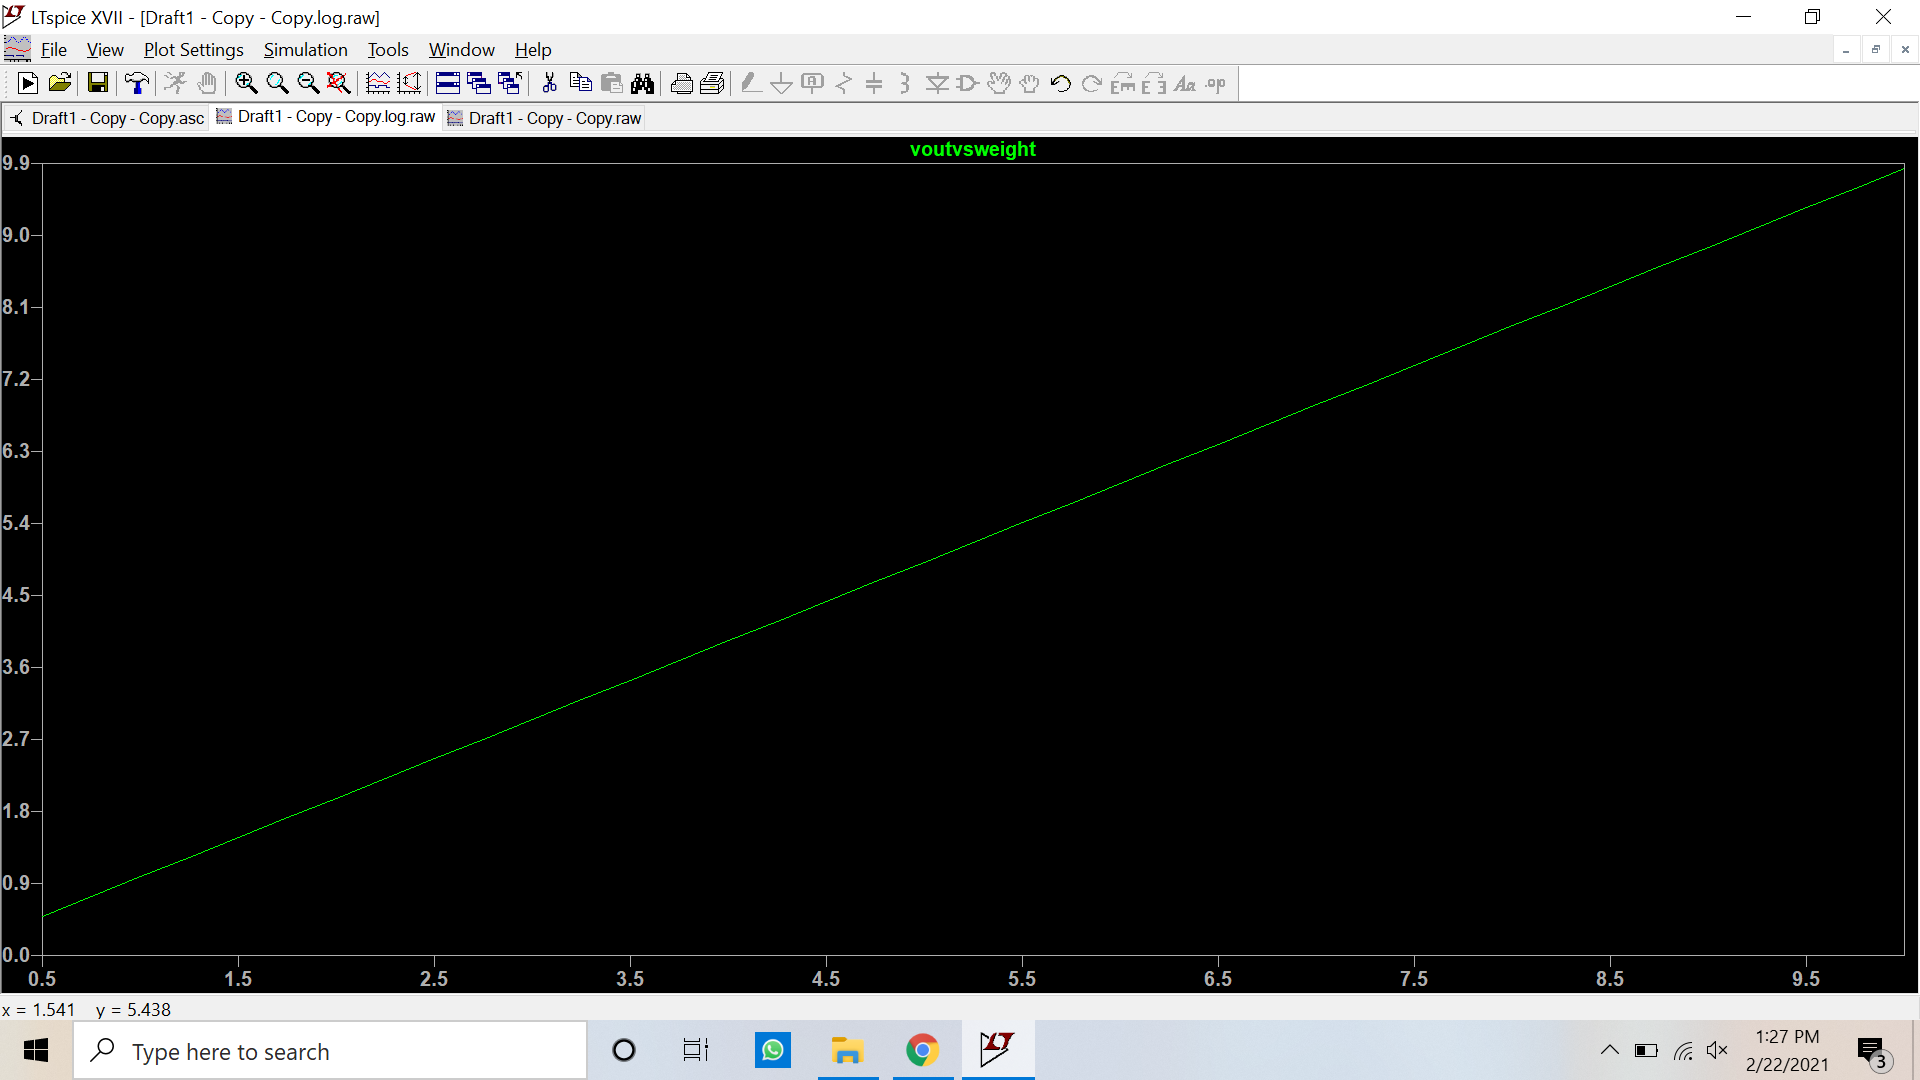 LTspice XVII - [Draft1 - Copy - Copy.log.raw]
File View Plot Settings Simulation Tools Window Help
Draft1 - Copy - Copy.asc Draft1 - Copy - Copy.log.raw Draft1 - Copy - Copy.raw
voutvsweight
9.9
9.0
8.1
7.2
6.3
5.4
4.5
3.6
2.7
1.8
0.9
0.0
0.5 1.5 2.5 3.5 4.5 5.5 6.5 7.5 8.5 9.5
x = 1.541 y = 5.438
Type here to search
1:27 PM
2/22/2021
3